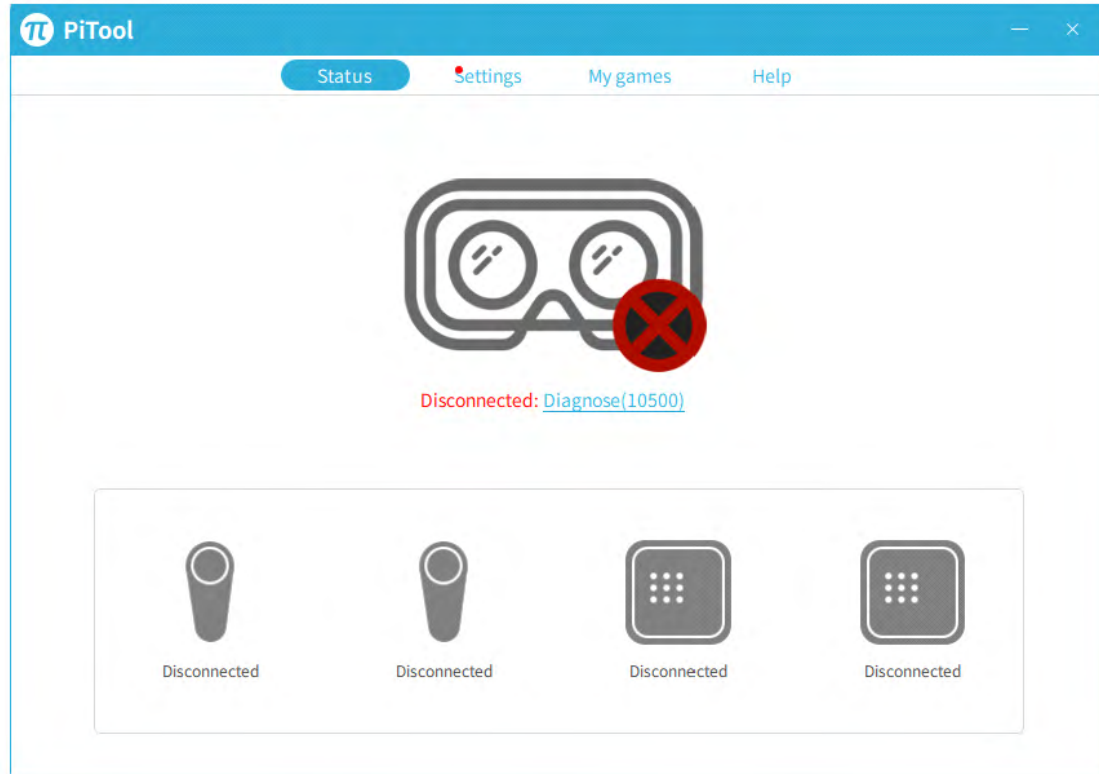 π PiTool
Status Settings My games Help
Disconnected: Diagnose(10500)
Disconnected Disconnected Disconnected Disconnected